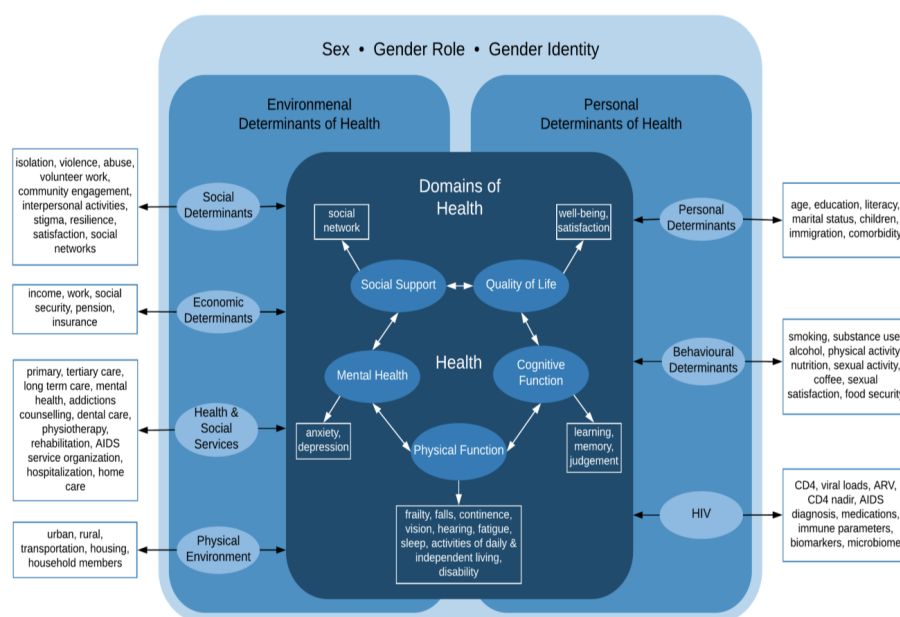 Sex • Gender Role • Gender Identity
Environmenal
Determinants of Health
Personal
Determinants of Health
isolation, violence, abuse,
volunteer work,
community engagement,
interpersonal activities,
stigma, resilience,
satisfaction, social
networks
Social
Determinants
income, work, social
security, pension,
insurance
Economic
Determinants
primary, tertiary care,
long term care, mental
health, addictions
counselling, dental care,
physiotherapy,
rehabilitation, AIDS
service organization,
hospitalization, home
care
Health &
Social
Services
urban, rural,
transportation, housing,
household members
Physical
Environment
Domains of
Health
social
network
well-being,
satisfaction
Social Support
Quality of Life
Health
Mental Health
Cognitive
Function
anxiety,
depression
Physical Function
learning,
memory,
judgement
frailty, falls, continence,
vision, hearing, fatigue,
sleep, activities of daily &
independent living,
disability
Personal
Determinants
age, education, literacy,
marital status, children,
immigration, comorbidity
Behavioural
Determinants
smoking, substance use
alcohol, physical activity
nutrition, sexual activity,
coffee, sexual
satisfaction, food security
HIV
CD4, viral loads, ARV,
CD4 nadir, AIDS
diagnosis, medications,
immune parameters,
biomarkers, microbiome